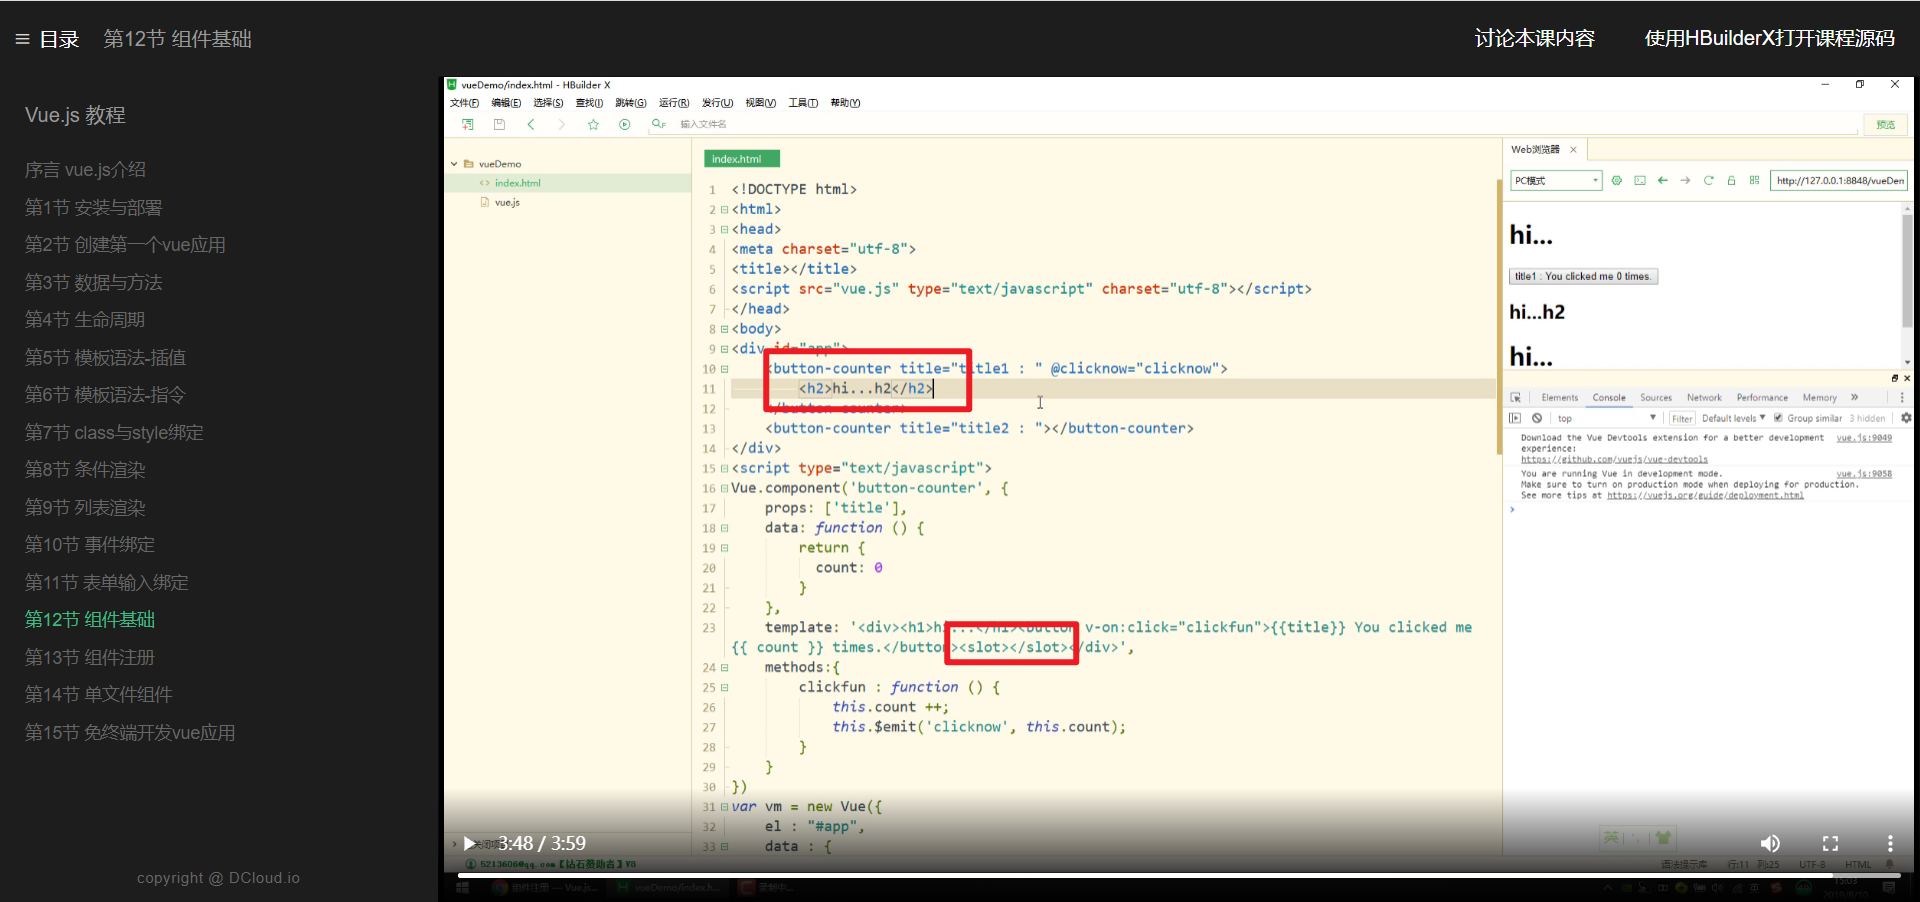 目录 第12节 组件基础
讨论本课内容 使用HBuilderX打开课程源码
Vue.js 教程
序言 vue.js介绍
第1节 安装与部署
第2节 创建第一个vue应用
第3节 数据与方法
第4节 生命周期
第5节 模板语法-插值
第6节 模板语法-指令
第7节 class与style绑定
第8节 条件渲染
第9节 列表渲染
第10节 事件绑定
第11节 表单输入绑定
第12节 组件基础
第13节 组件注册
第14节 单文件组件
第15节 免终端开发vue应用
copyright @ DCloud.io
vueDemo/index.html - HBuilder X
文件(F) 编辑(E) 选择(S) 查找(I) 跳转(G) 运行(R) 发行(U) 视图(V) 工具(T) 帮助(Y)
输入文件名
预览
vueDemo
index.html
vue.js
index.html
1 <!DOCTYPE html>
2 <html>
3 <head>
4 <meta charset="utf-8">
5 <title></title>
6 <script src="vue.js" type="text/javascript" charset="utf-8"></script>
7 </head>
8 <body>
9 <div id="app">
10 <button-counter title="title1 : " @clicknow="clicknow">
11 <h2>hi...h2</h2>
12 </button-counter>
13 <button-counter title="title2 : "></button-counter>
14 </div>
15 <script type="text/javascript">
16 Vue.component('button-counter', {
17 props: ['title'],
18 data: function () {
19 return {
20 count: 0
21 }
22 },
23 template: '<div><h1>hi...</h1><button v-on:click="clickfun">{{title}} You clicked me
{{ count }} times.</button><slot></slot></div>',
24 methods:{
25 clickfun : function () {
26 this.count ++;
27 this.$emit('clicknow', this.count);
28 }
29 }
30 })
31 var vm = new Vue({
32 el : "#app",
33 data : {
Web浏览器
PC模式 http://127.0.0.1:8848/vueDen
hi...
title1 : You clicked me 0 times.
hi...h2
hi...
Elements Console Sources Network Performance Memory
top Filter Default levels Group similar 3 hidden
Download the Vue Devtools extension for a better development vue.js:9049
experience:
https://github.com/vuejs/vue-devtools
You are running Vue in development mode. vue.js:9058
Make sure to turn on production mode when deploying for production.
See more tips at https://vuejs.org/guide/deployment.html
3:48 / 3:59
英
语法提示库 行:11 列:25 UTF-8 HTML
组件注册 — Vue.js... vueDemo/index.h... 录制中...